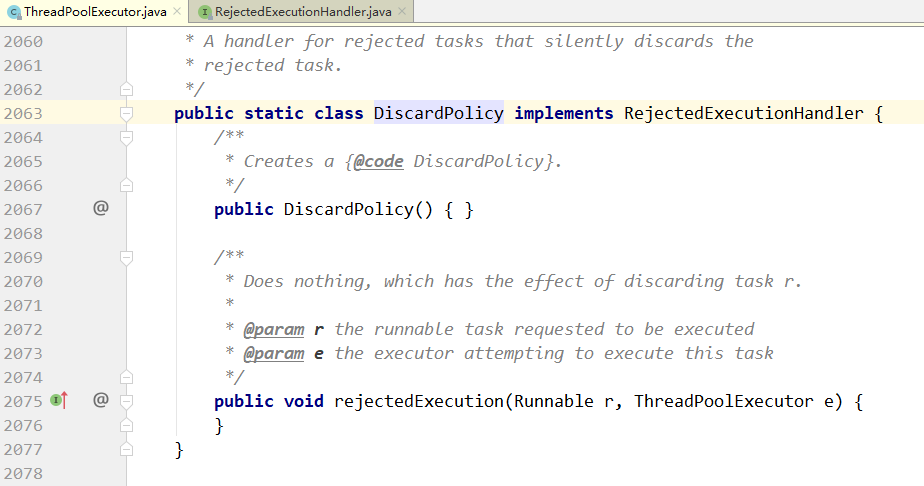 ThreadPoolExecutor.java × RejectedExecutionHandler.java ×
2060 * A handler for rejected tasks that silently discards the
2061 * rejected task.
2062 */
2063 public static class DiscardPolicy implements RejectedExecutionHandler {
2064 /**
2065 * Creates a {@code DiscardPolicy}.
2066 */
2067 @ public DiscardPolicy() { }
2068
2069 /**
2070 * Does nothing, which has the effect of discarding task r.
2071 *
2072 * @param r the runnable task requested to be executed
2073 * @param e the executor attempting to execute this task
2074 */
2075 @ public void rejectedExecution(Runnable r, ThreadPoolExecutor e) {
2076 }
2077 }
2078